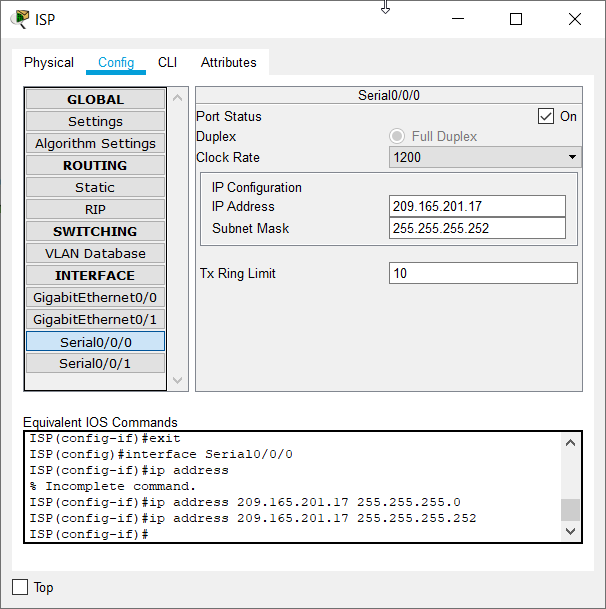 ISP
Physical Config CLI Attributes
GLOBAL
Settings
Algorithm Settings
ROUTING
Static
RIP
SWITCHING
VLAN Database
INTERFACE
GigabitEthernet0/0
GigabitEthernet0/1
Serial0/0/0
Serial0/0/1
Serial0/0/0
Port Status On
Duplex Full Duplex
Clock Rate 1200
IP Configuration
IP Address 209.165.201.17
Subnet Mask 255.255.255.252
Tx Ring Limit 10
Equivalent IOS Commands
ISP(config-if)#exit
ISP(config)#interface Serial0/0/0
ISP(config-if)#ip address
% Incomplete command.
ISP(config-if)#ip address 209.165.201.17 255.255.255.0
ISP(config-if)#ip address 209.165.201.17 255.255.255.252
ISP(config-if)#
Top